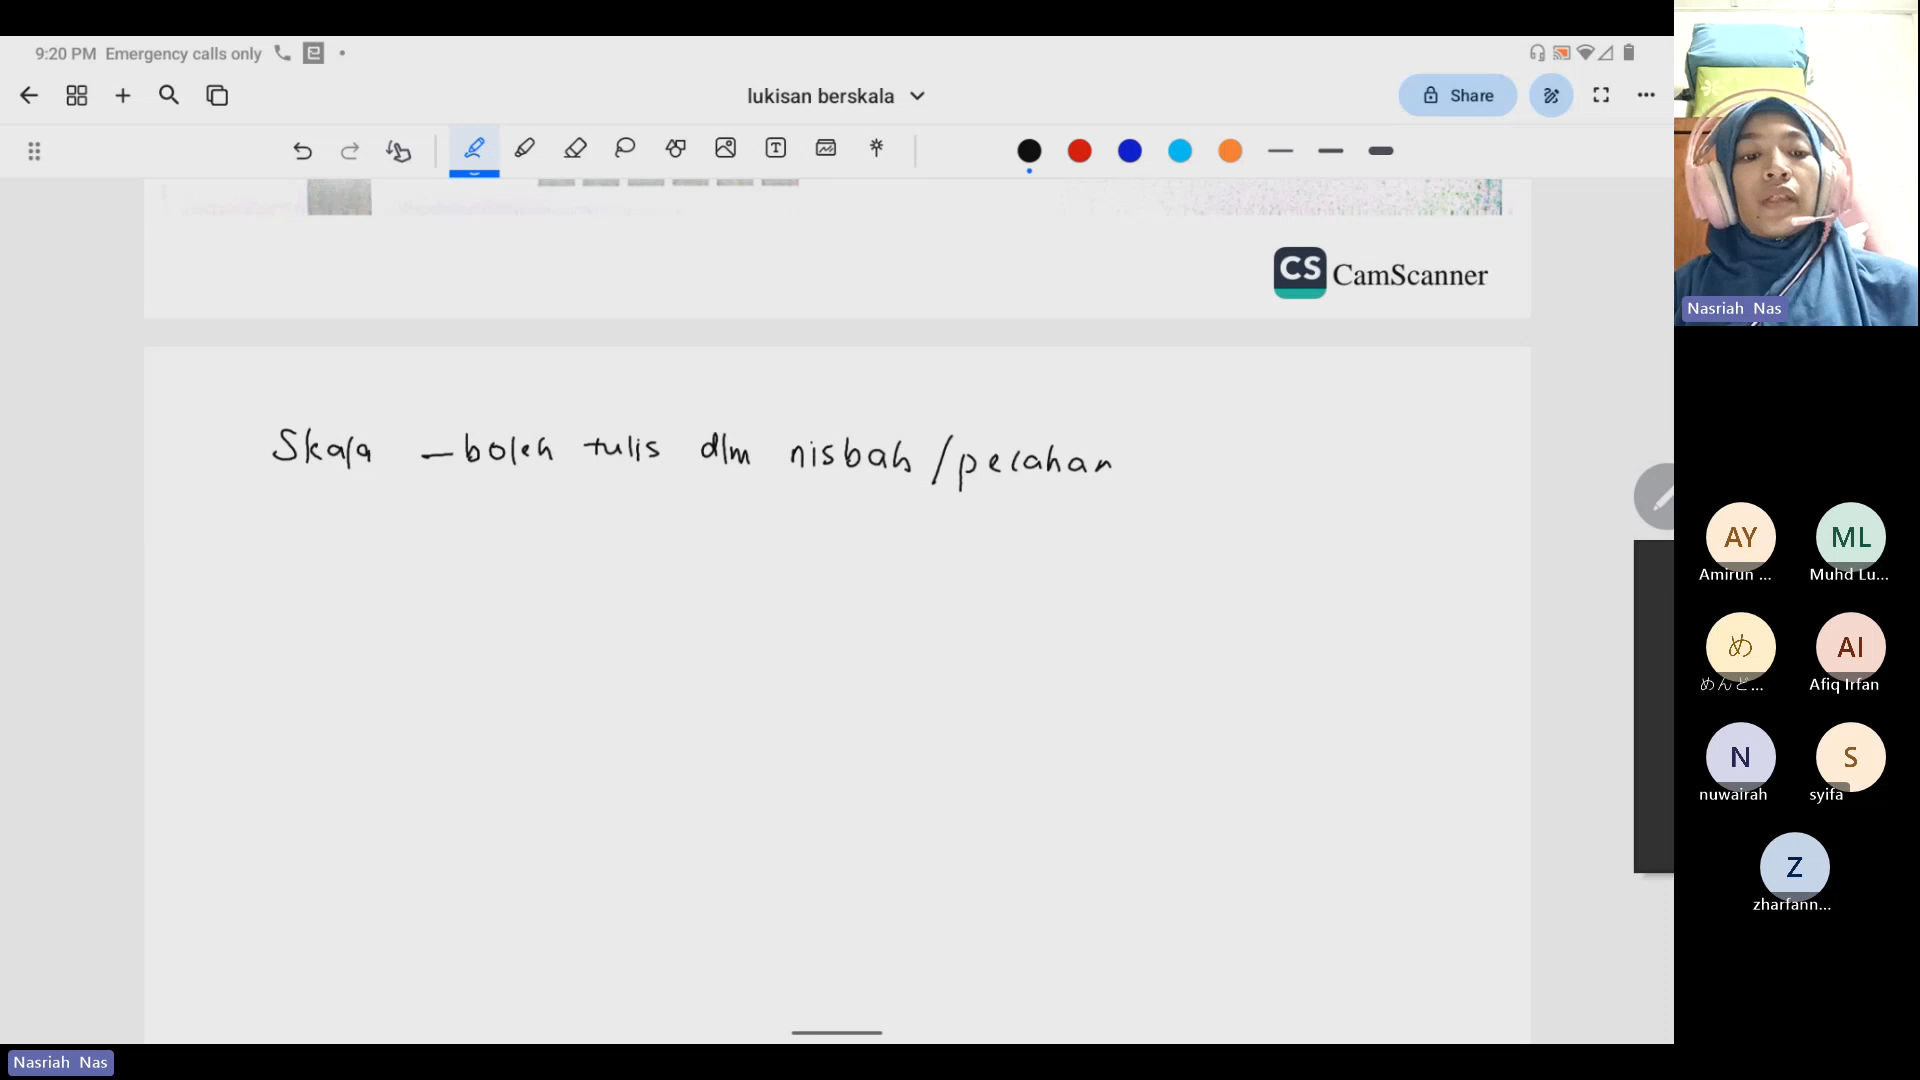 9:20 PM Emergency calls only
lukisan berskala
Share
CS CamScanner
Skala – boleh tulis dlm nisbah / pecahan
Nasriah Nas
AY
Amirun ...
ML
Muhd Lu...
め
めんど...
AI
Afiq Irfan
N
nuwairah
S
syifa
Z
zharfann...
Nasriah Nas